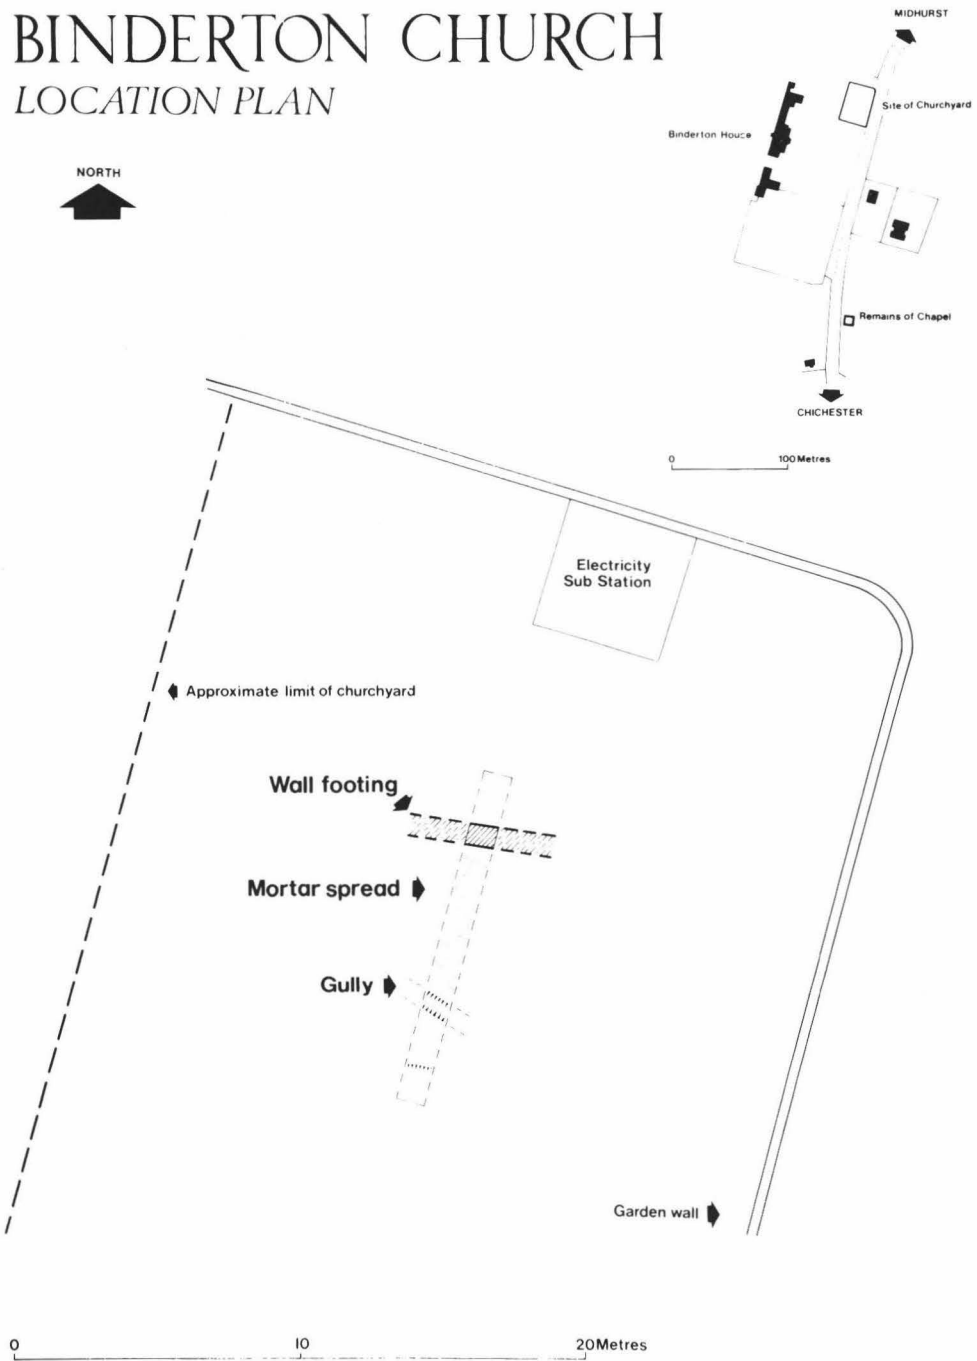 BINDERTON CHURCH
LOCATION PLAN
NORTH
MIDHURST
Site of Churchyard
Binderton House
Remains of Chapel
CHICHESTER
0 100 Metres
Electricity
Sub Station
Approximate limit of churchyard
Wall footing
Mortar spread
Gully
Garden wall
0 10 20 Metres